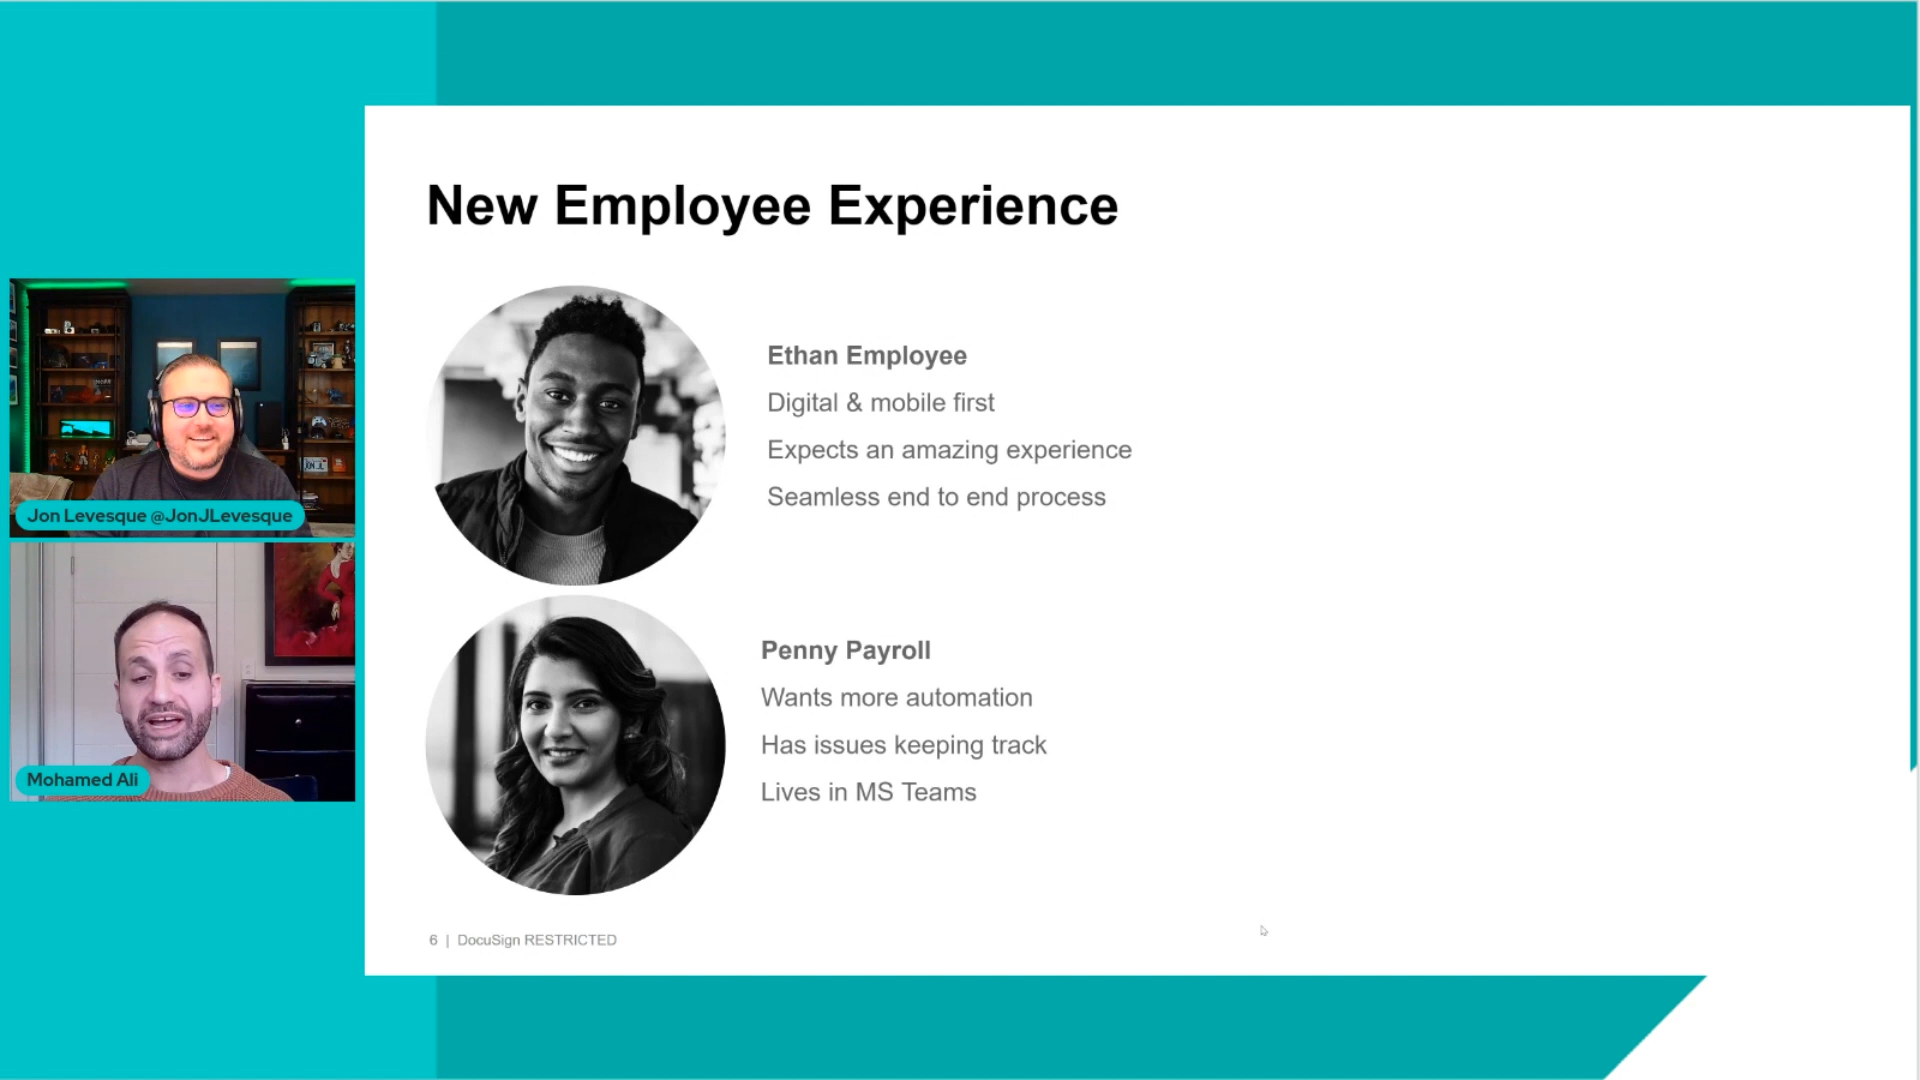 New Employee Experience
Ethan Employee
Digital & mobile first
Expects an amazing experience
Seamless end to end process
Jon Levesque @JonJLevesque
Penny Payroll
Wants more automation
Has issues keeping track
Lives in MS Teams
Mohamed Ali
6 | DocuSign RESTRICTED